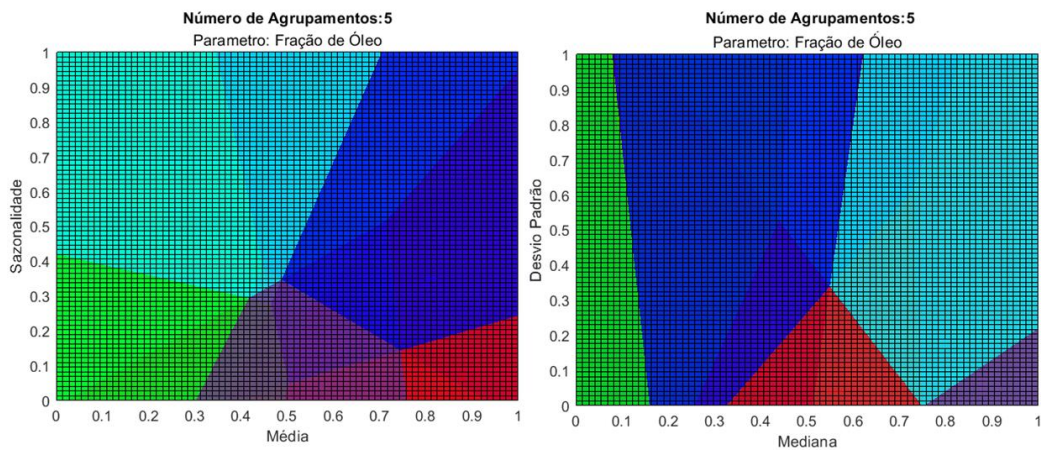 Número de Agrupamentos:5
Parametro: Fração de Óleo
Sazonalidade
1
0.9
0.8
0.7
0.6
0.5
0.4
0.3
0.2
0.1
0
0 0.1 0.2 0.3 0.4 0.5 0.6 0.7 0.8 0.9 1
Média
Número de Agrupamentos:5
Parametro: Fração de Óleo
Desvio Padrão
1
0.9
0.8
0.7
0.6
0.5
0.4
0.3
0.2
0.1
0
0 0.1 0.2 0.3 0.4 0.5 0.6 0.7 0.8 0.9 1
Mediana